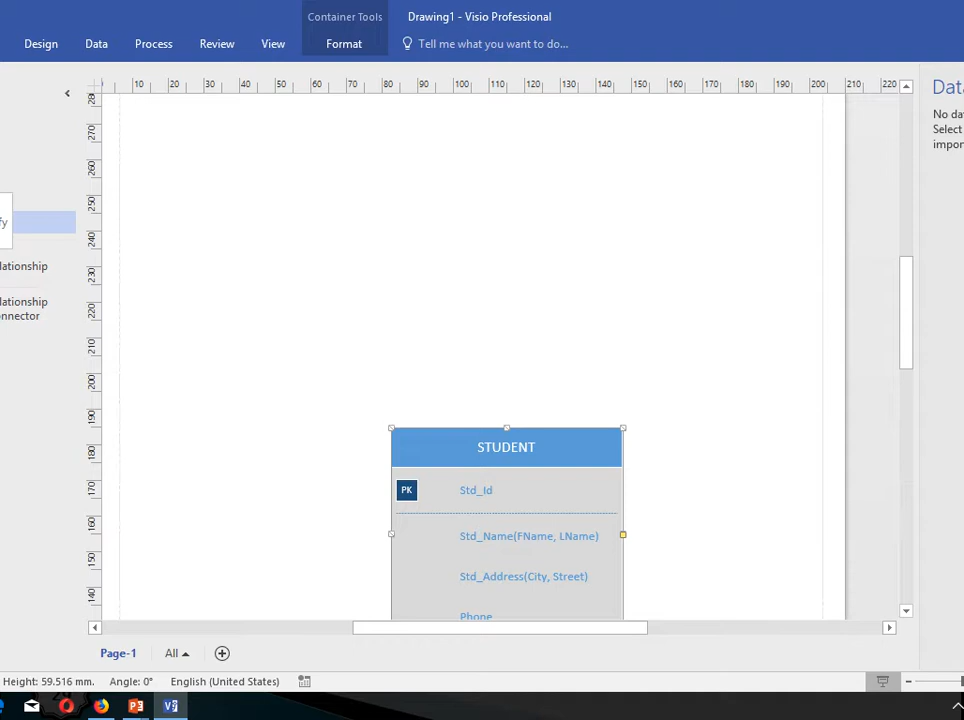 Container Tools
Drawing1 - Visio Professional
Design Data Process Review View Format Tell me what you want to do...
10 20 30 40 50 60 70 80 90 100 110 120 130 140 150 160 170 180 190 200 210 220
Dat
No da
Select
impor
280
270
260
250
240
230
220
210
200
190
180
170
160
150
140
fy
lationship
lationship
onnector
STUDENT
PK Std_Id
Std_Name(FName, LName)
Std_Address(City, Street)
Phone
Page-1 All
Height: 59.516 mm. Angle: 0° English (United States)